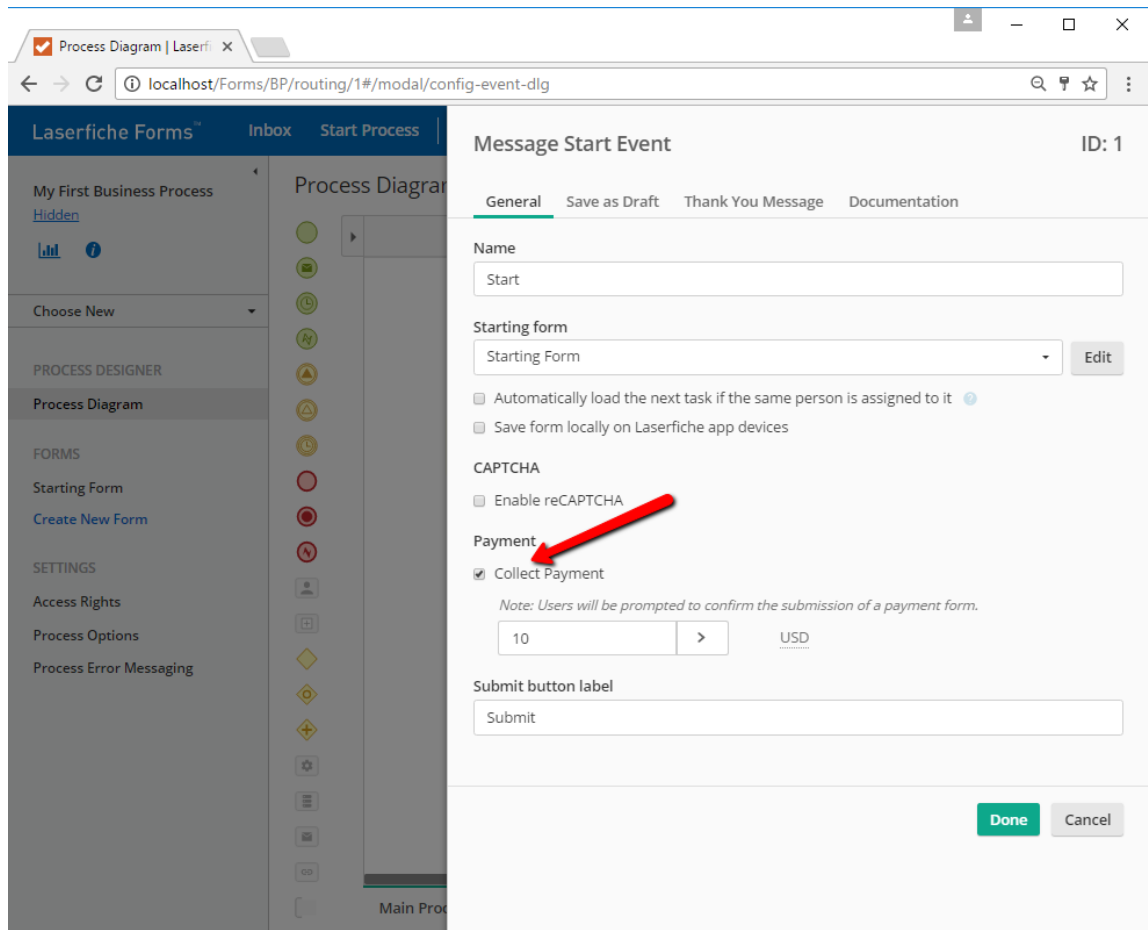 Process Diagram | Laserfi
localhost/Forms/BP/routing/1#/modal/config-event-dlg
Laserfiche Forms™ Inbox Start Process
My First Business Process
Hidden
Choose New
PROCESS DESIGNER
Process Diagram
FORMS
Starting Form
Create New Form
SETTINGS
Access Rights
Process Options
Process Error Messaging
Process Diagram
Main Proc
Message Start Event ID: 1
General Save as Draft Thank You Message Documentation
Name
Start
Starting form
Starting Form Edit
Automatically load the next task if the same person is assigned to it ?
Save form locally on Laserfiche app devices
CAPTCHA
Enable reCAPTCHA
Payment
Collect Payment
Note: Users will be prompted to confirm the submission of a payment form.
10 > USD
Submit button label
Submit
Done Cancel